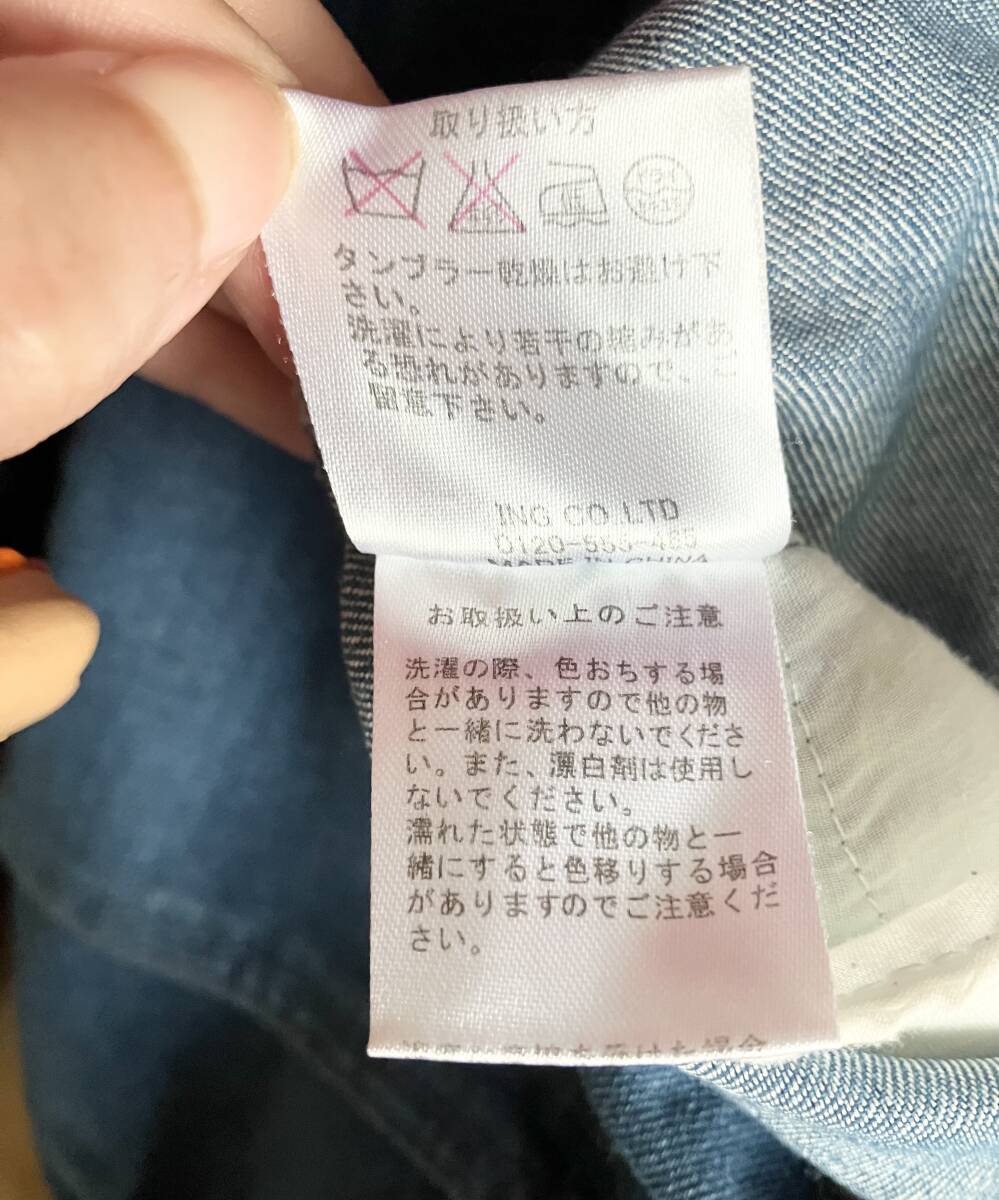 取り扱い方
タンブラー乾燥はお避け下
さい。
洗濯により若干の縮みがあ
る恐れがありますので、ご
留意下さい。
ING CO.LTD
MADE IN CHINA
お取扱い上のご注意
洗濯の際、色おちする場
合がありますので他の物
と一緒に洗わないでくださ
い。また、漂白剤は使用し
ないでください。
濡れた状態で他の物と一
緒にすると色移りする場合
がありますのでご注意くだ
さい。